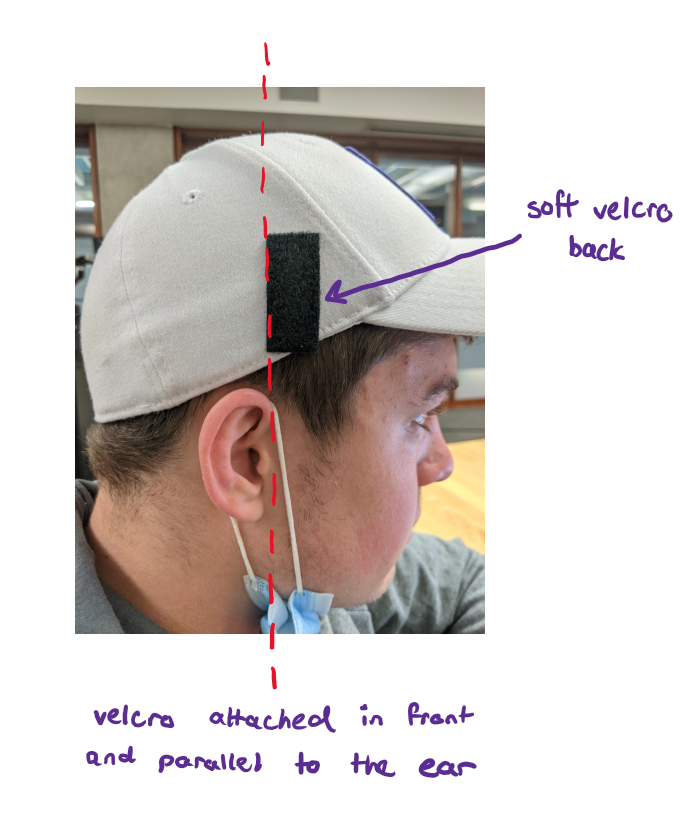 soft velcro
back
velcro attached in front
and parallel to the ear